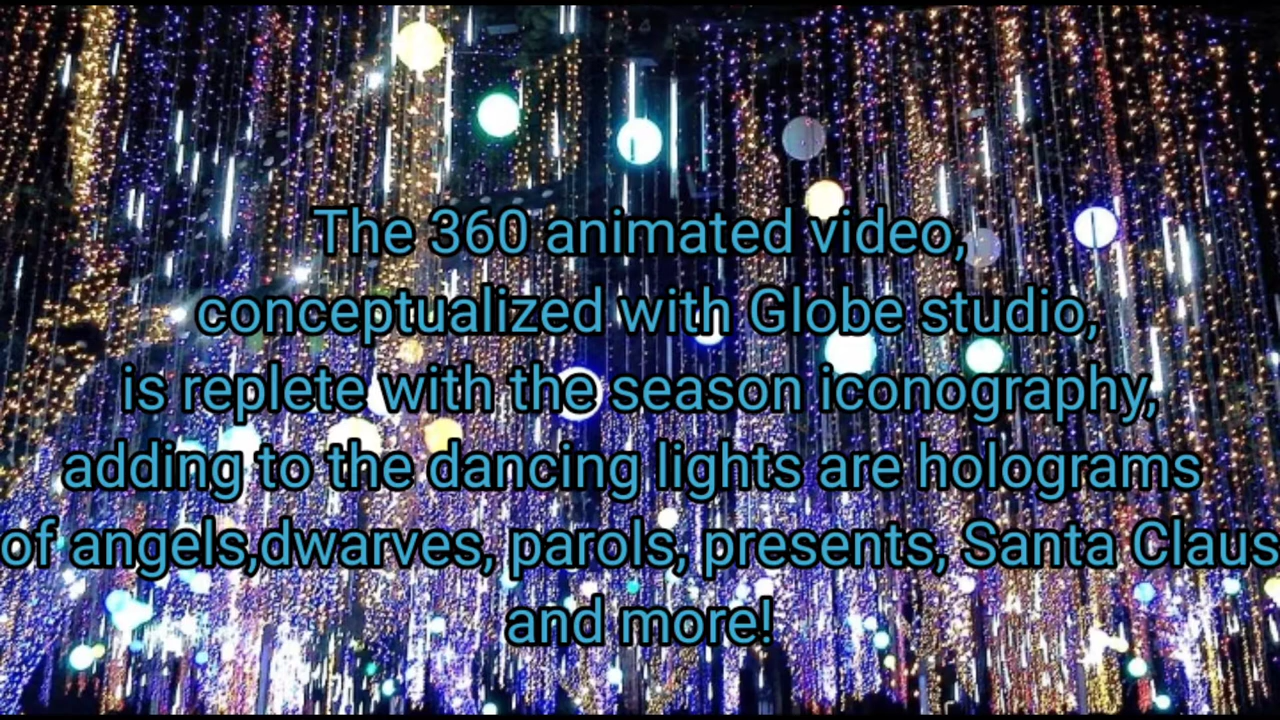 The 360 animated video,
conceptualized with Globe studio,
is replete with the season iconography,
adding to the dancing lights are holograms
of angels,dwarves, parols, presents, Santa Claus
and more!